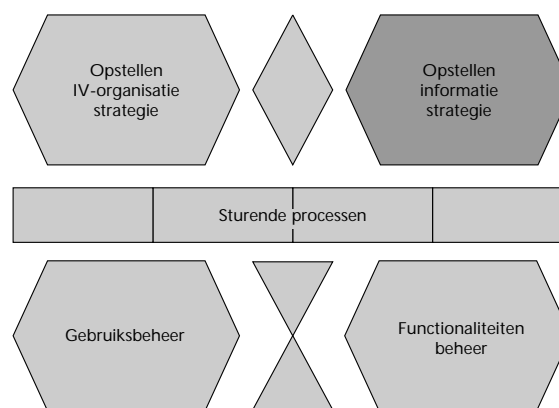 Opstellen
IV-organisatie
strategie
Opstellen
informatie
strategie
Sturende processen
Gebruiksbeheer
Functionaliteiten
beheer